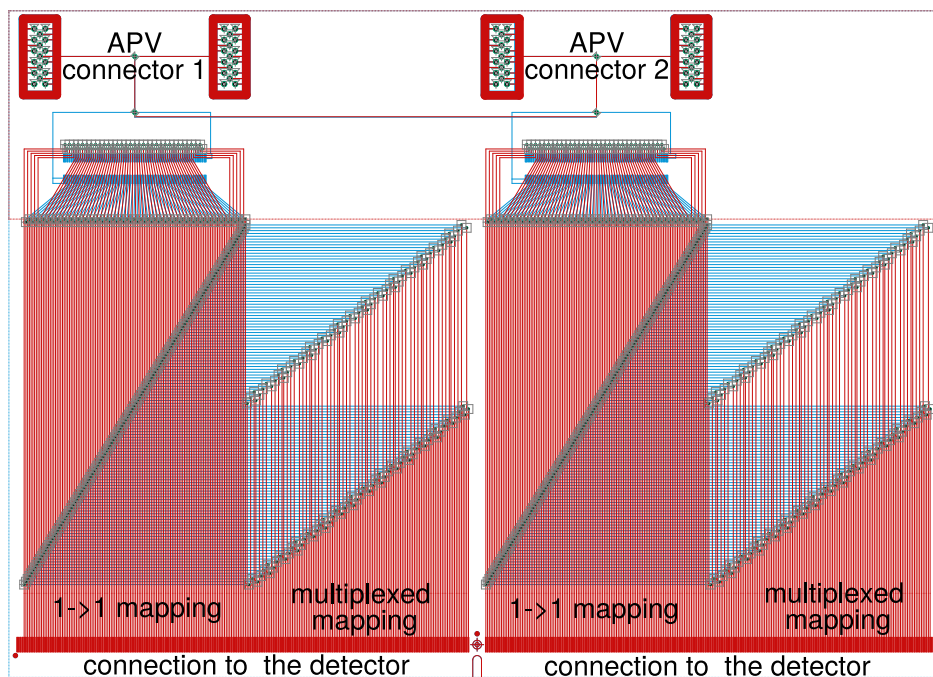 APV
connector 1
APV
connector 2
1->1 mapping
multiplexed
mapping
1->1 mapping
multiplexed
mapping
connection to the detector
connection to the detector